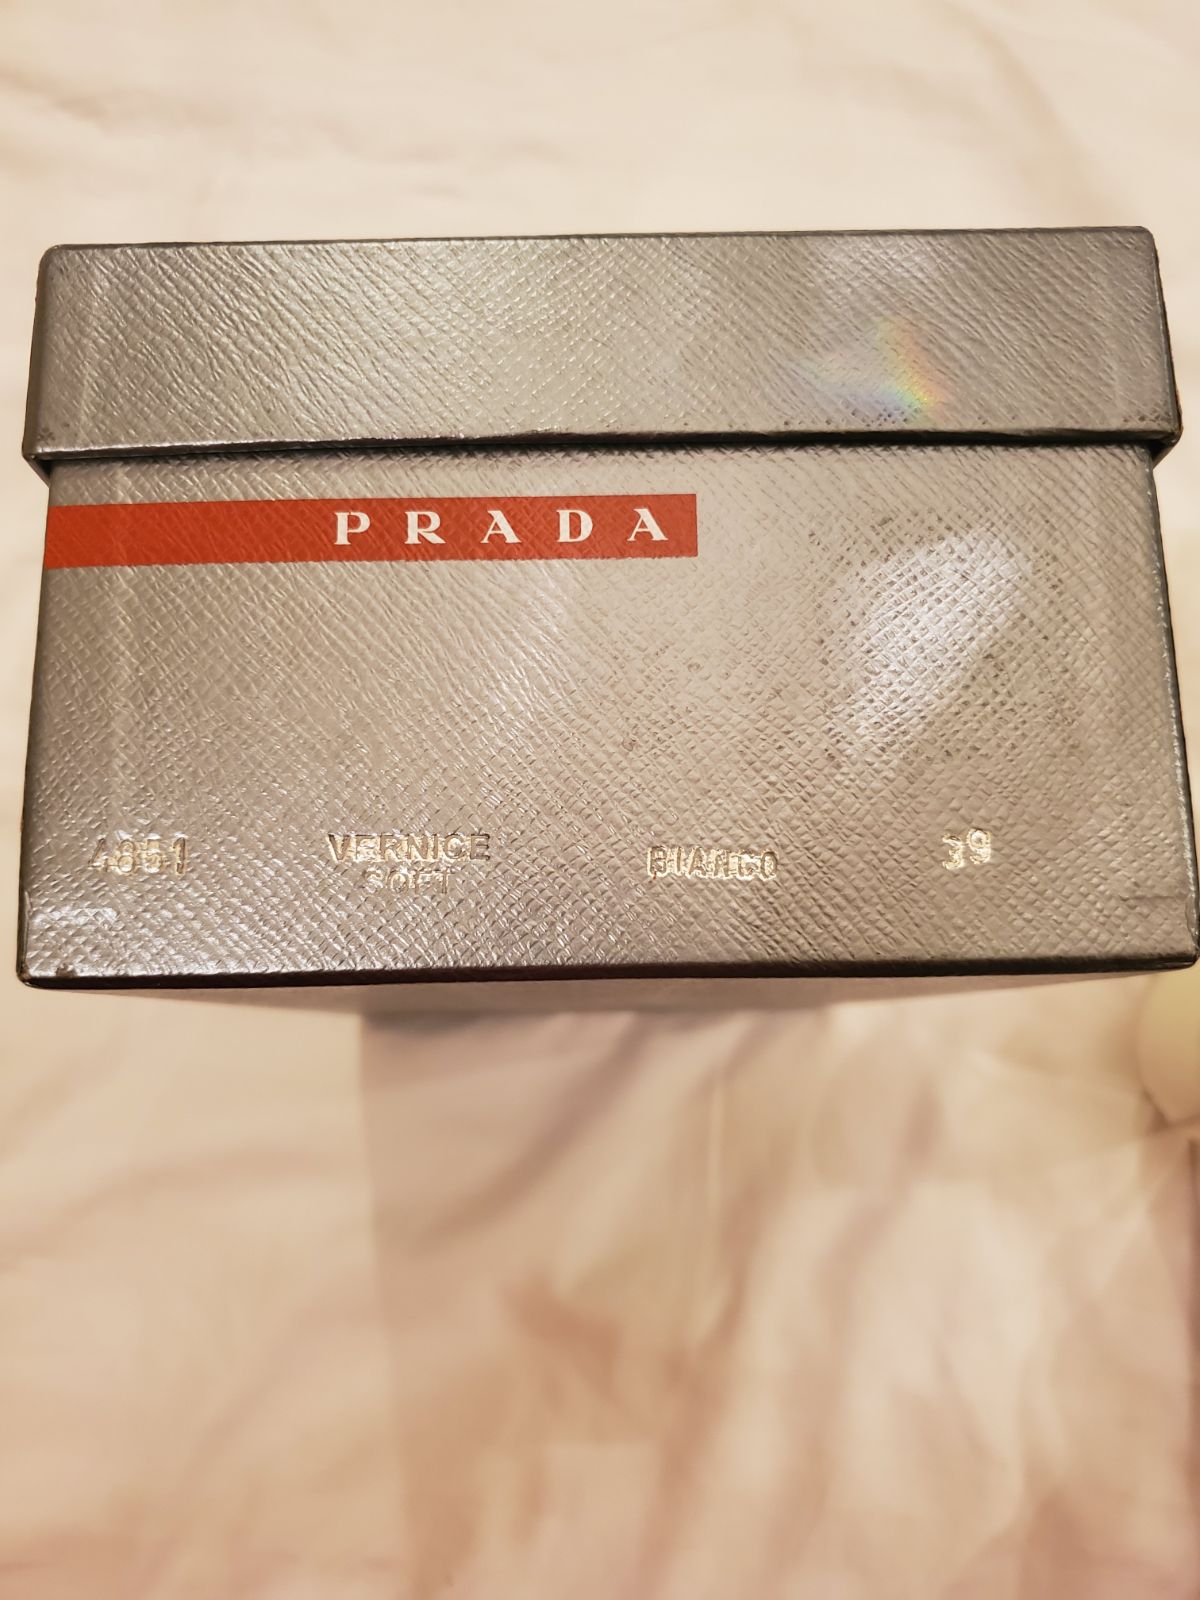 PRADA
4851 VERNICE BIANCO 39
SOFT